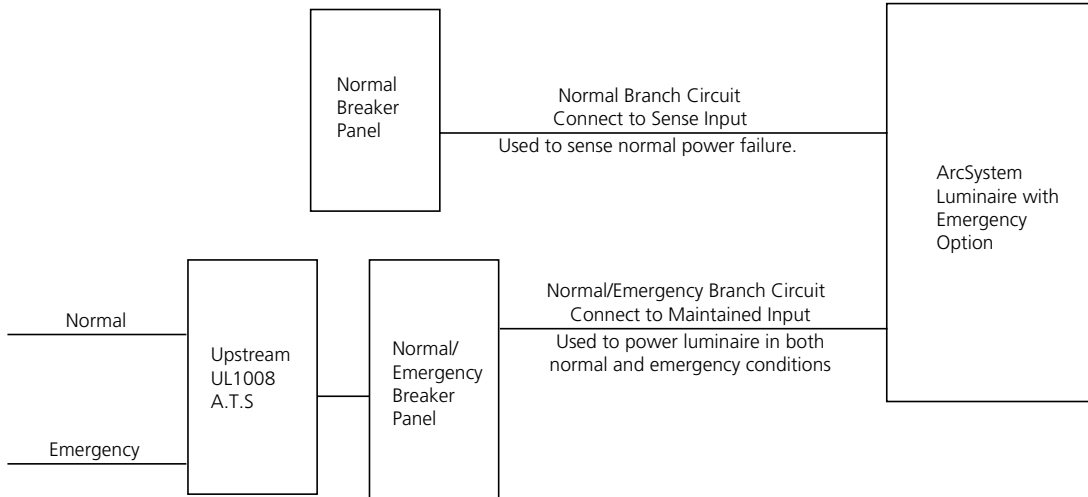 Normal
Breaker
Panel
Normal Branch Circuit
Connect to Sense Input
Used to sense normal power failure.
ArcSystem
Luminaire with
Emergency
Option
Normal
Emergency
Upstream
UL1008
A.T.S
Normal/
Emergency
Breaker
Panel
Normal/Emergency Branch Circuit
Connect to Maintained Input
Used to power luminaire in both
normal and emergency conditions